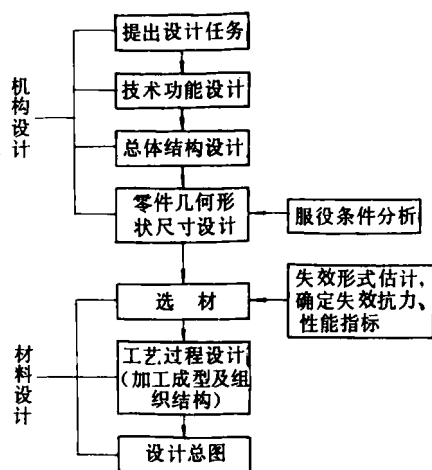 提出设计任务
技术功能设计
总体结构设计
零件几何形
状尺寸设计
机构设计
服役条件分析
选材
失效形式估计,
确定失效抗力、
性能指标
工艺过程设计
(加工成型及组
织结构)
设计总图
材料设计